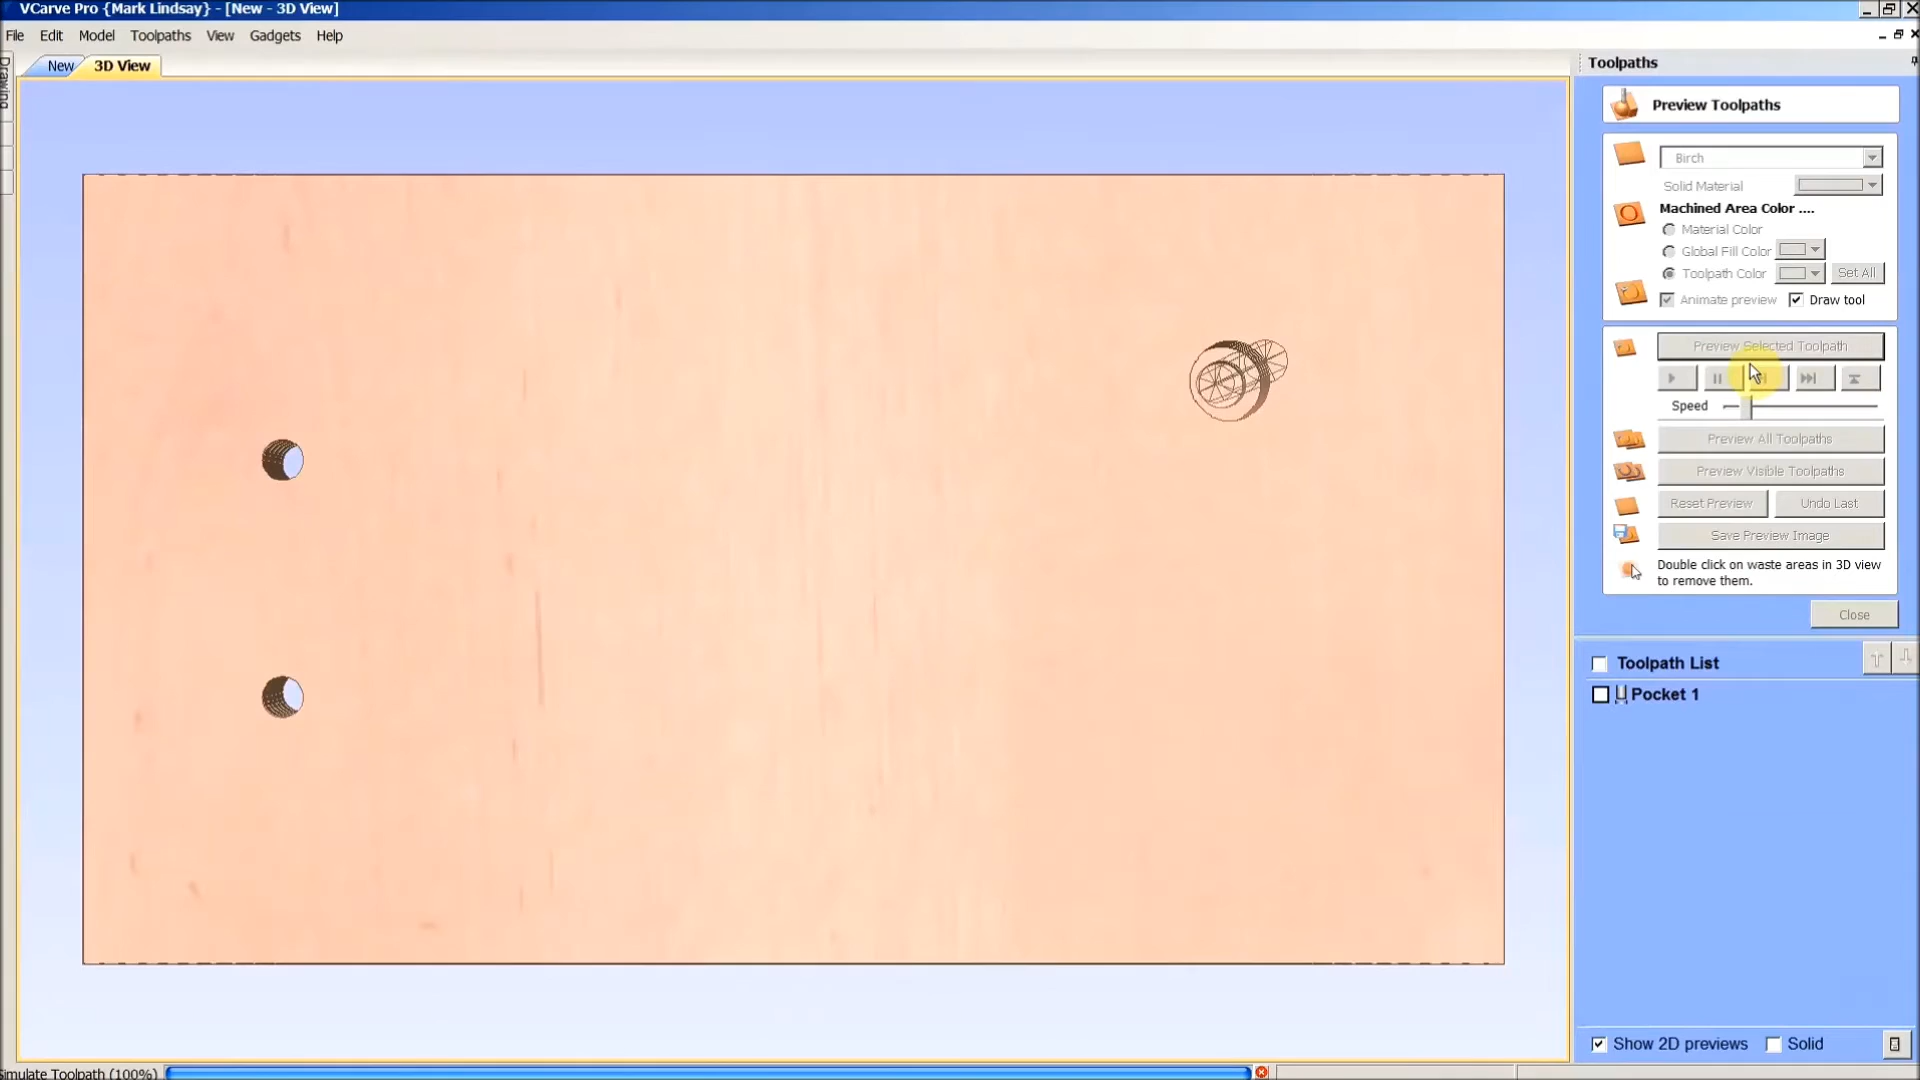 VCarve Pro {Mark Lindsay} - [New - 3D View]
File Edit Model Toolpaths View Gadgets Help
New 3D View
Drawing
Toolpaths
Preview Toolpaths
Birch
Solid Material
Machined Area Color ....
Material Color
Global Fill Color
Toolpath Color Set All
Animate preview Draw tool
Preview Selected Toolpath
Speed
Preview All Toolpaths
Preview Visible Toolpaths
Reset Preview Undo Last
Save Preview Image
Double click on waste areas in 3D view
to remove them.
Close
Toolpath List
Pocket 1
Show 2D previews Solid
imulate Toolpath (100%)